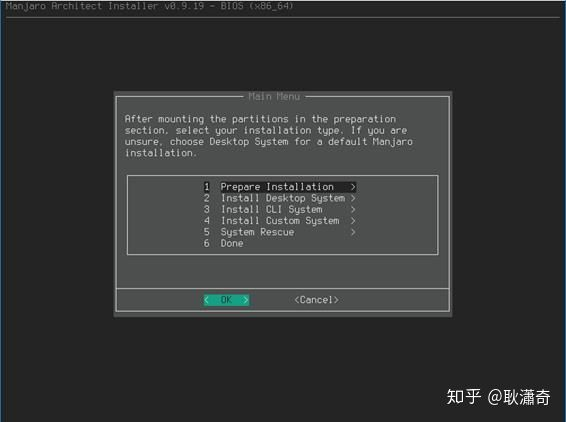 Manjaro Architect Installer v0.9.19 - BIOS (x86_64)
Main Menu
After mounting the partitions in the preparation
section, select your installation type. If you are
unsure, choose Desktop System for a default Manjaro
installation.
1 Prepare Installation >
2 Install Desktop System >
3 Install CLI System >
4 Install Custom System >
5 System Rescue >
6 Done
< OK > <Cancel>
知乎 @耿瀟奇